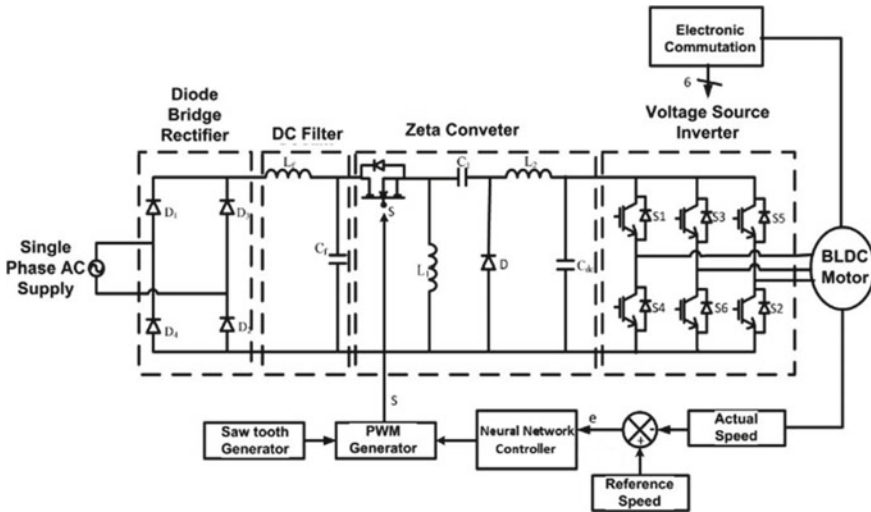 Electronic
Commutation
6
Diode
Bridge
Rectifier
DC Filter
Zeta Conveter
Voltage Source
Inverter
Lf
C1
L2
D1
D3
S
S1
S3
S5
Single
Phase AC
Supply
Cf
L1
D
Cdc
BLDC
Motor
D4
D2
S4
S6
S2
S
Saw tooth
Generator
PWM
Generator
Neural Network
Controller
e
-
+
Actual
Speed
Reference
Speed